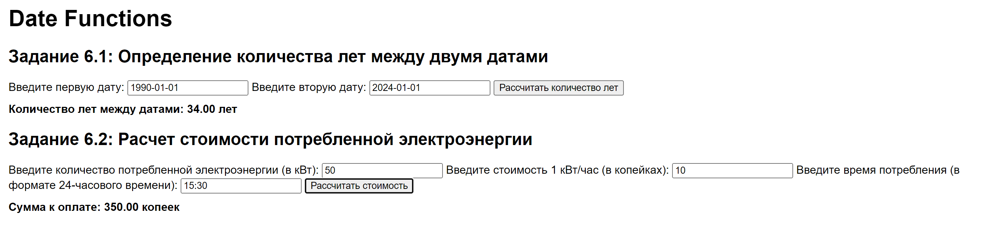 Date Functions
Задание 6.1: Определение количества лет между двумя датами
Введите первую дату: 1990-01-01 Введите вторую дату: 2024-01-01 Рассчитать количество лет
Количество лет между датами: 34.00 лет
Задание 6.2: Расчет стоимости потребленной электроэнергии
Введите количество потребленной электроэнергии (в кВт): 50 Введите стоимость 1 кВт/час (в копейках): 10 Введите время потребления (в
формате 24-часового времени): 15:30 Рассчитать стоимость
Сумма к оплате: 350.00 копеек